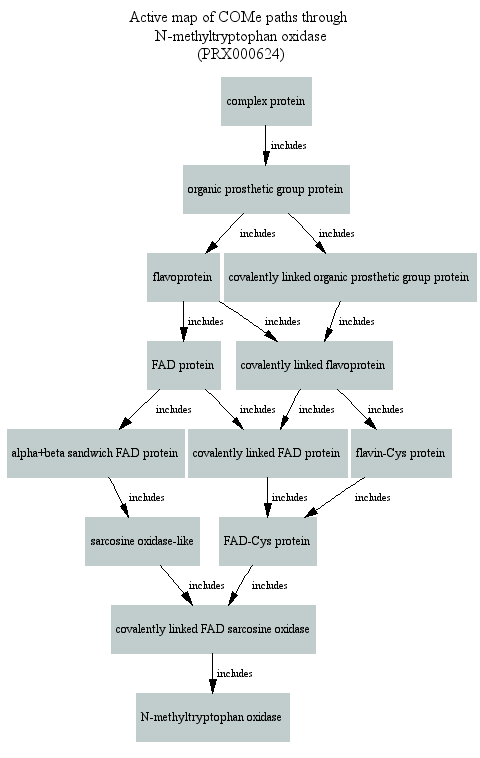 Active map of COMe paths through
N-methyltryptophan oxidase
(PRX000624)
complex protein
includes
organic prosthetic group protein
includes
includes
flavoprotein
covalently linked organic prosthetic group protein
includes
includes
includes
FAD protein
covalently linked flavoprotein
includes
includes
includes
includes
alpha+beta sandwich FAD protein
covalently linked FAD protein
flavin-Cys protein
includes
includes
includes
sarcosine oxidase-like
FAD-Cys protein
includes
includes
covalently linked FAD sarcosine oxidase
includes
N-methyltryptophan oxidase